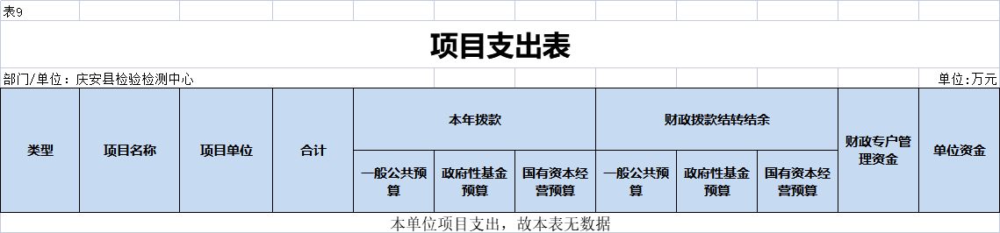 表9
项目支出表
部门/单位：庆安县检验检测中心
单位:万元
类型
项目名称
项目单位
合计
本年拨款
财政拨款结转结余
财政专户管
理资金
单位资金
一般公共预
算
政府性基金
预算
国有资本经
营预算
一般公共预
算
政府性基金
预算
国有资本经
营预算
本单位项目支出，故本表无数据